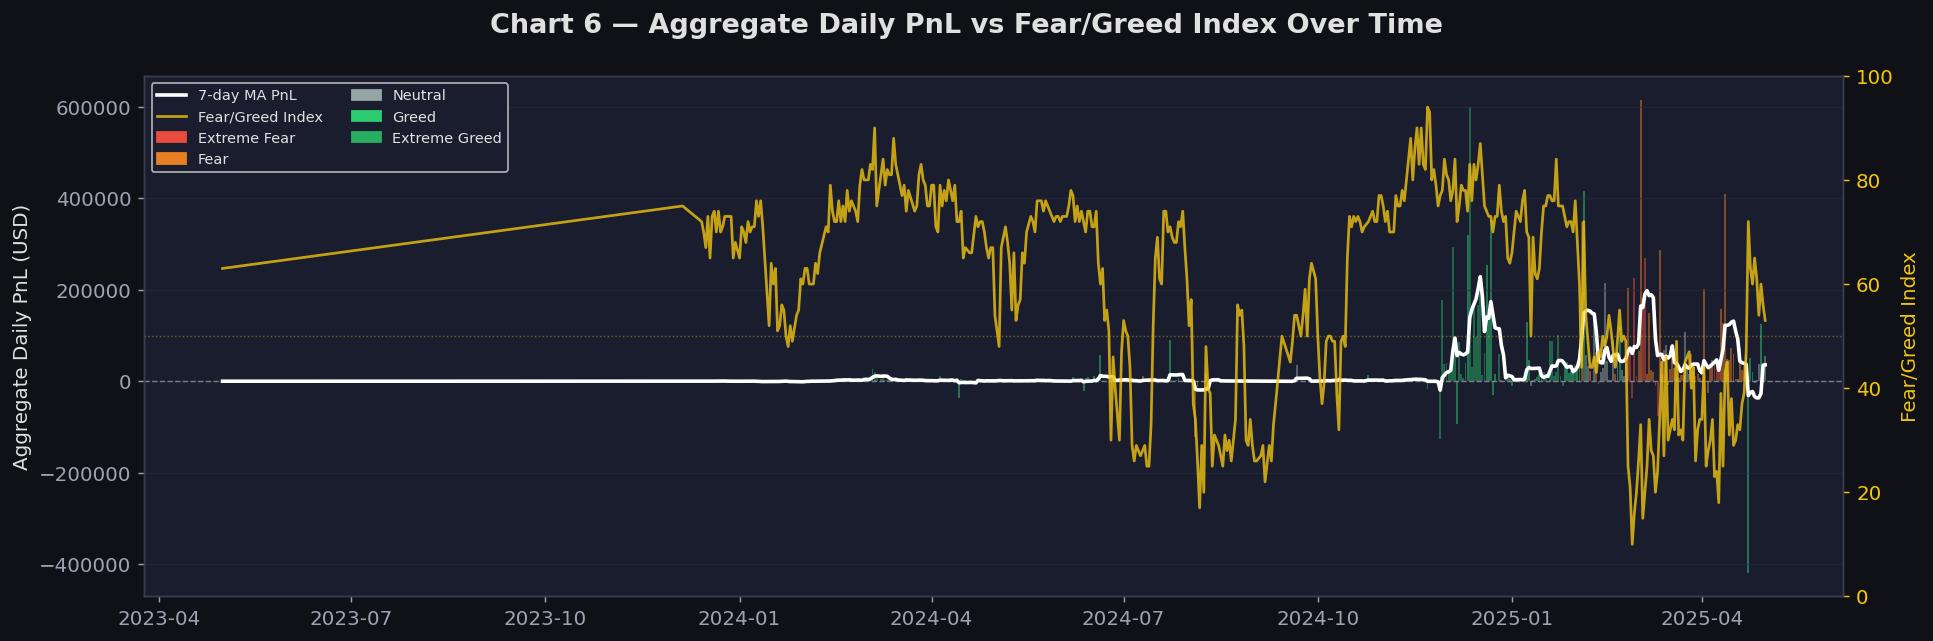 Chart 6 — Aggregate Daily PnL vs Fear/Greed Index Over Time
7-day MA PnL
Fear/Greed Index
Extreme Fear
Fear
Neutral
Greed
Extreme Greed
Aggregate Daily PnL (USD)
600000
400000
200000
0
−200000
−400000
100
80
60
40
20
0
Fear/Greed Index
2023-04
2023-07
2023-10
2024-01
2024-04
2024-07
2024-10
2025-01
2025-04